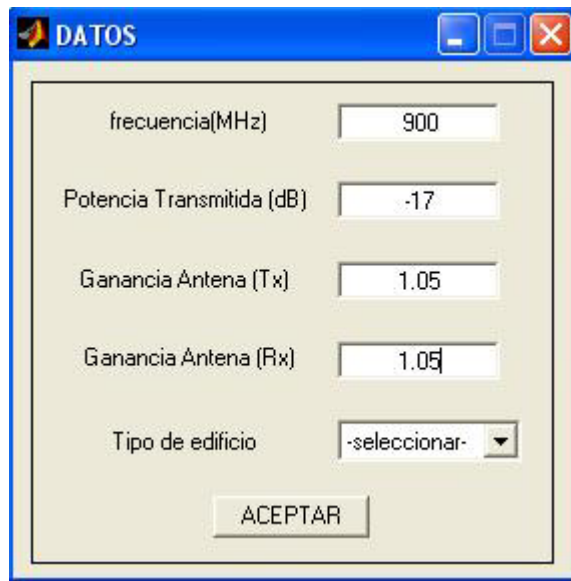 DATOS
frecuencia(MHz) 900
Potencia Transmitida (dB) -17
Ganancia Antena (Tx) 1.05
Ganancia Antena (Rx) 1.05
Tipo de edificio -seleccionar-
ACEPTAR